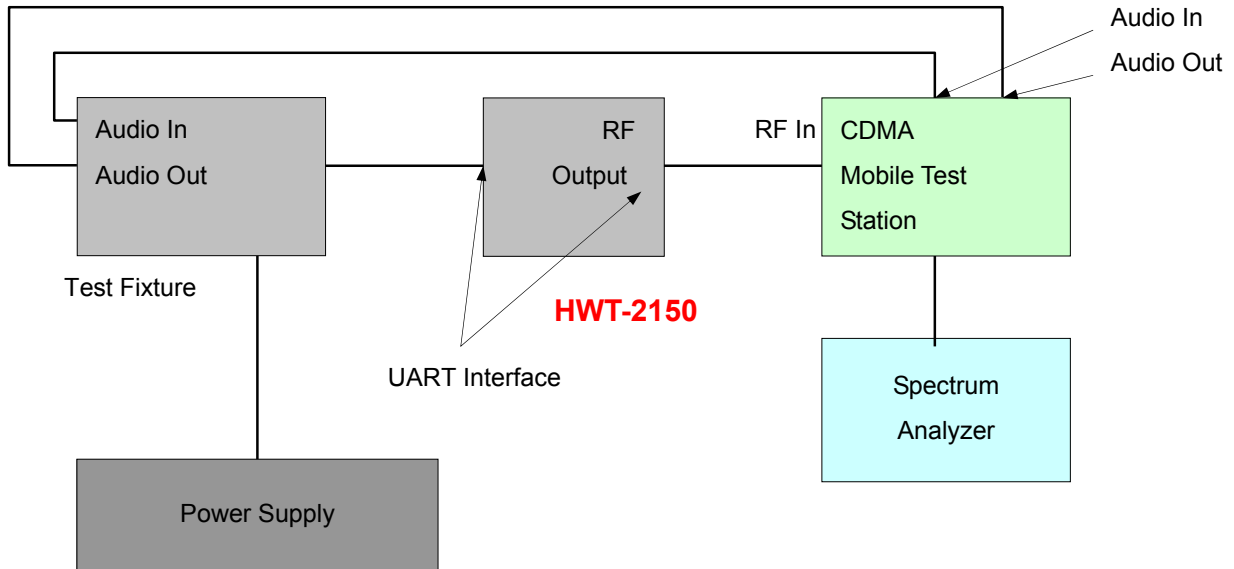 Audio In
Audio Out
Audio In
Audio Out
Test Fixture
RF
Output
RF In
CDMA
Mobile Test
Station
HWT-2150
UART Interface
Spectrum
Analyzer
Power Supply